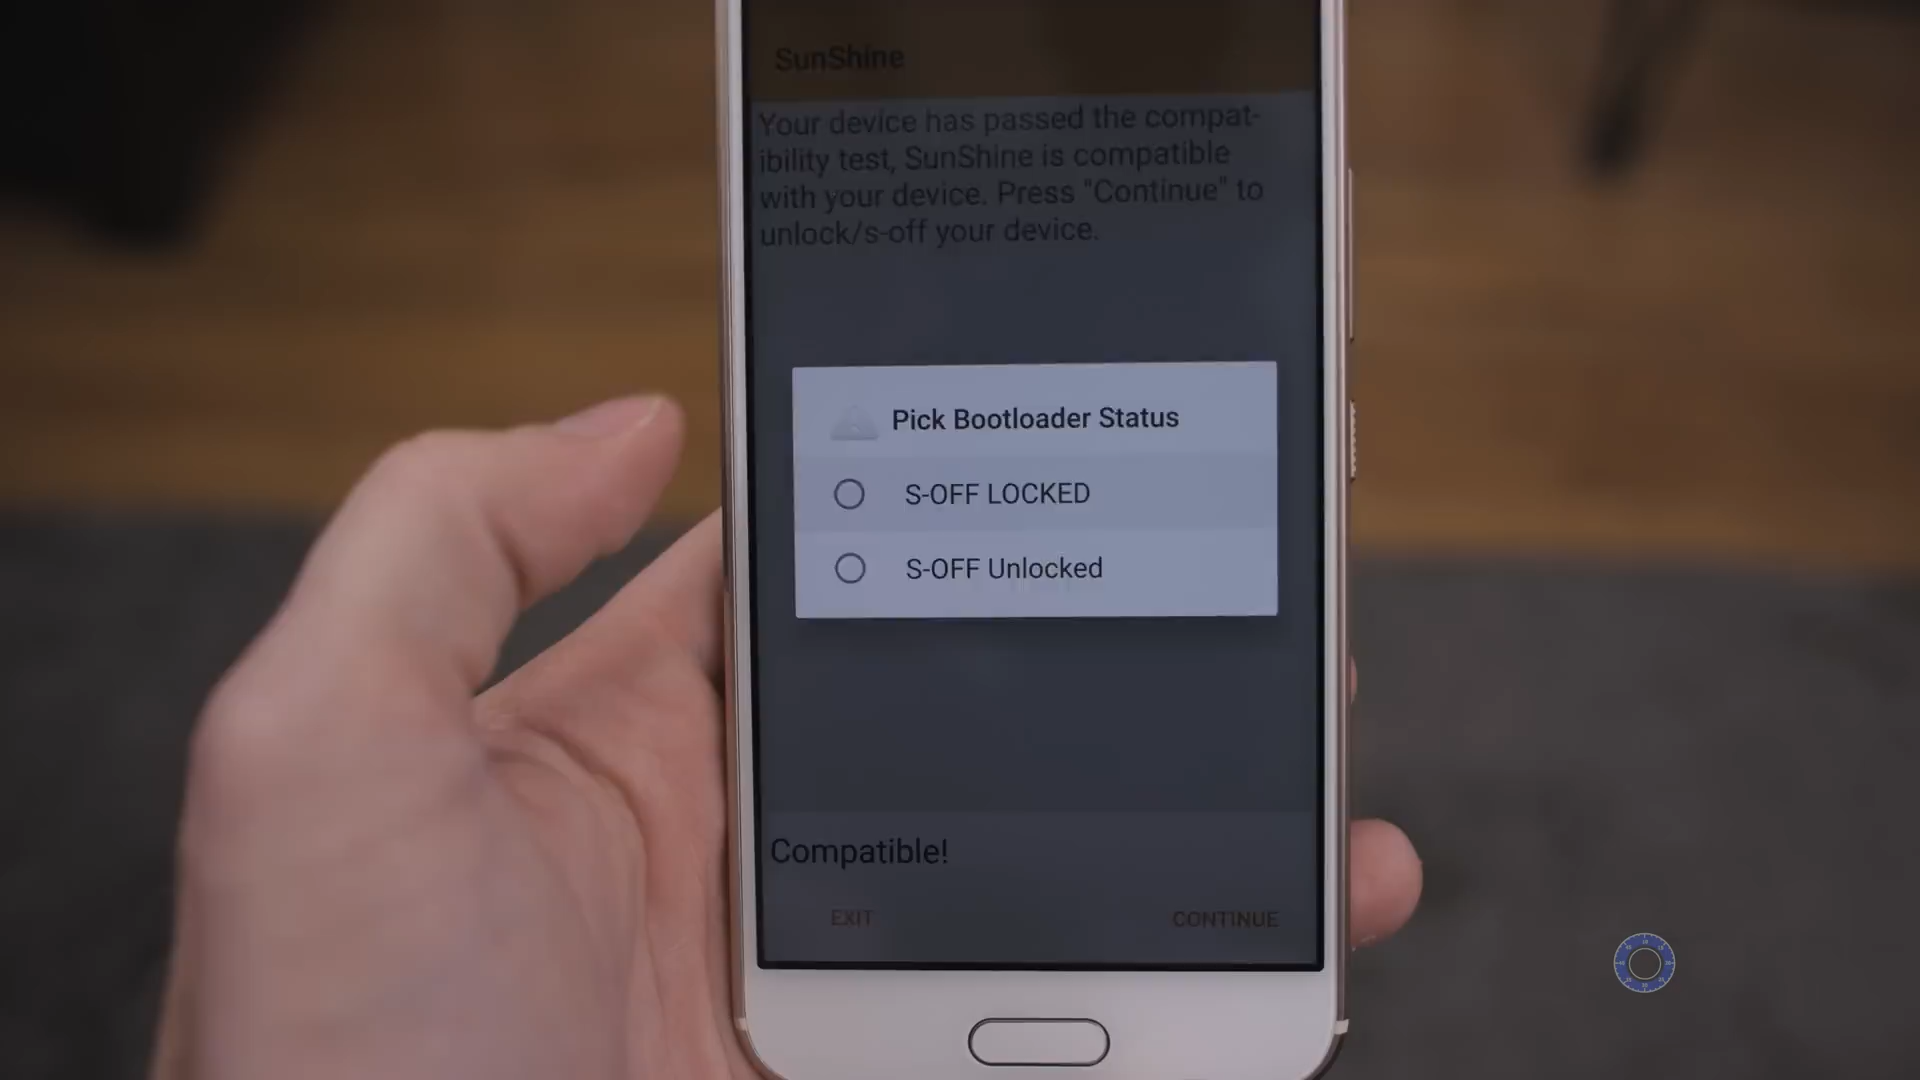 SunShine
Your device has passed the compat-
ibility test, SunShine is compatible
with your device. Press "Continue" to
unlock/s-off your device.
Pick Bootloader Status
S-OFF LOCKED
S-OFF Unlocked
Compatible!
EXIT
CONTINUE